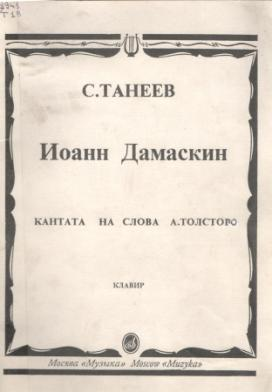 С.ТАНЕЕВ
Иоанн Дамаскин
КАНТАТА НА СЛОВА А.ТОЛСТОГО
КЛАВИР
Москва «Музыка» Moscow «Muzyka»